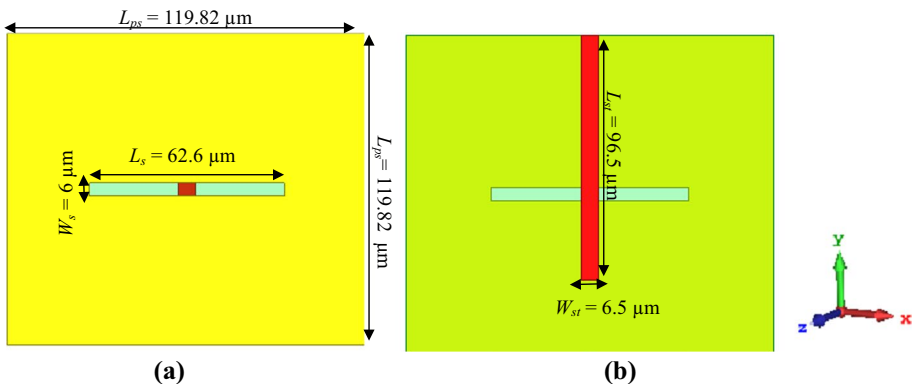 Lps = 119.82 µm
Ls = 62.6 µm
Ws = 6 µm
Lps = 119.82 µm
(a)
Lst = 96.5 µm
Wst = 6.5 µm
(b)
Y
z
x